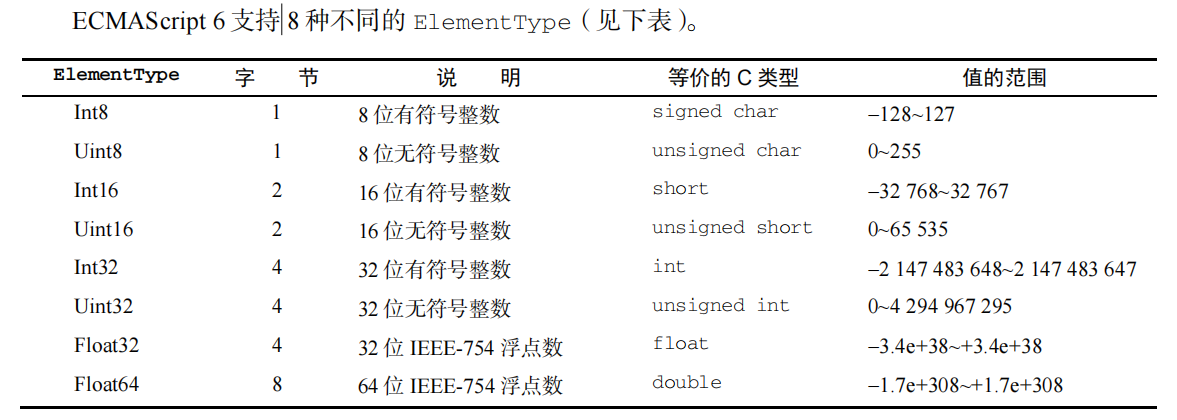 ECMAScript 6 支持 8 种不同的 ElementType（见下表）。
ElementType 字 节 说 明 等价的 C 类型 值的范围
Int8 1 8 位有符号整数 signed char –128~127
Uint8 1 8 位无符号整数 unsigned char 0~255
Int16 2 16 位有符号整数 short –32 768~32 767
Uint16 2 16 位无符号整数 unsigned short 0~65 535
Int32 4 32 位有符号整数 int –2 147 483 648~2 147 483 647
Uint32 4 32 位无符号整数 unsigned int 0~4 294 967 295
Float32 4 32 位 IEEE-754 浮点数 float –3.4e+38~+3.4e+38
Float64 8 64 位 IEEE-754 浮点数 double –1.7e+308~+1.7e+308